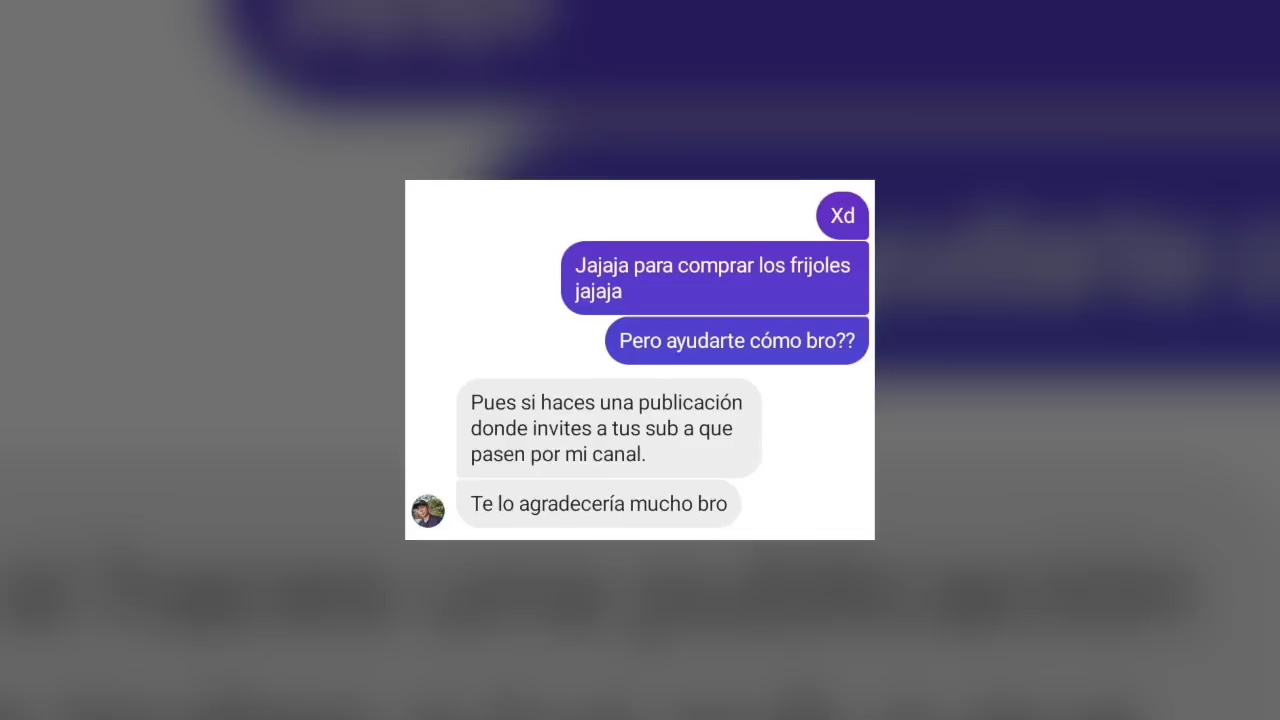 Xd
Jajaja para comprar los frijoles
jajaja
Pero ayudarte cómo bro??
Pues si haces una publicación
donde invites a tus sub a que
pasen por mi canal.
Te lo agradecería mucho bro